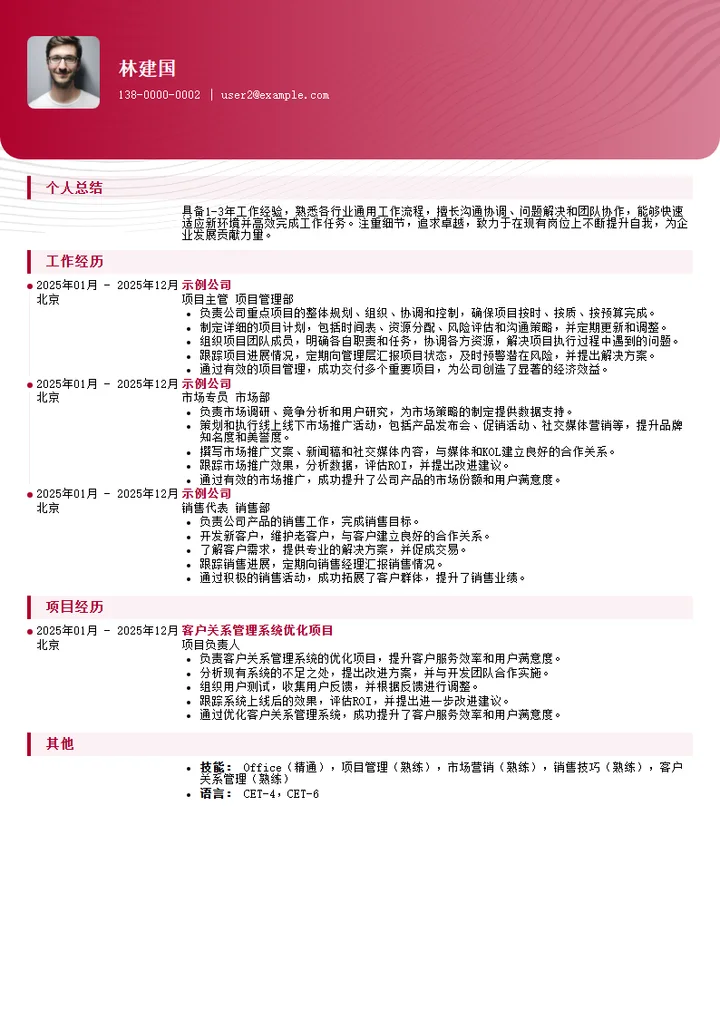 林建国
138-0000-0002 | user2@example.com
个人总结
具备1-3年工作经验，熟悉各行业通用工作流程，擅长沟通协调、问题解决和团队协作，能够快速
适应新环境并高效完成工作任务。注重细节，追求卓越，致力于在现有岗位上不断提升自我，为企
业发展贡献力量。
工作经历
2025年01月 - 2025年12月 示例公司
北京 项目主管 项目管理部
• 负责公司重点项目的整体规划、组织、协调和控制，确保项目按时、按质、按预算完成。
• 制定详细的项目计划，包括时间表、资源分配、风险评估和沟通策略，并定期更新和调整。
• 组织项目团队成员，明确各自职责和任务，协调各方资源，解决项目执行过程中遇到的问题。
• 跟踪项目进展情况，定期向管理层汇报项目状态，及时预警潜在风险，并提出解决方案。
• 通过有效的项目管理，成功交付多个重要项目，为公司创造了显著的经济效益。
2025年01月 - 2025年12月 示例公司
北京 市场专员 市场部
• 负责市场调研、竞争分析和用户研究，为市场策略的制定提供数据支持。
• 策划和执行线上线下市场推广活动，包括产品发布会、促销活动、社交媒体营销等，提升品牌
知名度和美誉度。
• 撰写市场推广文案、新闻稿和社交媒体内容，与媒体和KOL建立良好的合作关系。
• 跟踪市场推广效果，分析数据，评估ROI，并提出改进建议。
• 通过有效的市场推广，成功提升了公司产品的市场份额和用户满意度。
2025年01月 - 2025年12月 示例公司
北京 销售代表 销售部
• 负责公司产品的销售工作，完成销售目标。
• 开发新客户，维护老客户，与客户建立良好的合作关系。
• 了解客户需求，提供专业的解决方案，并促成交易。
• 跟踪销售进展，定期向销售经理汇报销售情况。
• 通过积极的销售活动，成功拓展了客户群体，提升了销售业绩。
项目经历
2025年01月 - 2025年12月 客户关系管理系统优化项目
北京 项目负责人
• 负责客户关系管理系统的优化项目，提升客户服务效率和用户满意度。
• 分析现有系统的不足之处，提出改进方案，并与开发团队合作实施。
• 组织用户测试，收集用户反馈，并根据反馈进行调整。
• 跟踪系统上线后的效果，评估ROI，并提出进一步改进建议。
• 通过优化客户关系管理系统，成功提升了客户服务效率和用户满意度。
其他
• 技能： Office（精通），项目管理（熟练），市场营销（熟练），销售技巧（熟练），客户
关系管理（熟练）
• 语言： CET-4，CET-6